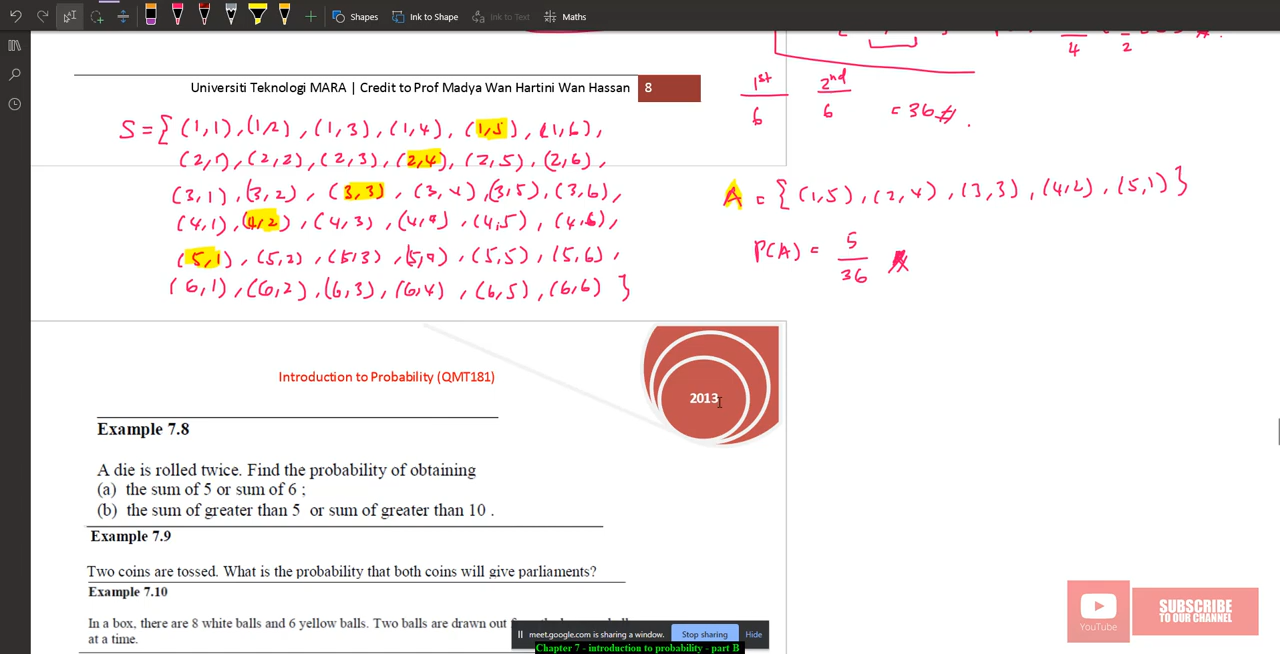 Shapes Ink to Shape Ink to Text Maths
4 2
Universiti Teknologi MARA | Credit to Prof Madya Wan Hartini Wan Hassan 8
1st 2nd
6 6 = 36 #.
S = { (1,1), (1,2), (1,3), (1,4), (1,5), (1,6),
(2,1), (2,2), (2,3), (2,4), (2,5), (2,6),
(3,1), (3,2), (3,3), (3,4), (3,5), (3,6),
(4,1), (4,2), (4,3), (4,4), (4,5), (4,6),
(5,1), (5,2), (5,3), (5,4), (5,5), (5,6),
(6,1), (6,2), (6,3), (6,4), (6,5), (6,6) }
A = { (1,5), (2,4), (3,3), (4,2), (5,1) }
P(A) = 5/36
Introduction to Probability (QMT181)
2013
Example 7.8
A die is rolled twice. Find the probability of obtaining
(a) the sum of 5 or sum of 6 ;
(b) the sum of greater than 5 or sum of greater than 10 .
Example 7.9
Two coins are tossed. What is the probability that both coins will give parliaments?
Example 7.10
In a box, there are 8 white balls and 6 yellow balls. Two balls are drawn out
at a time.
meet.google.com is sharing a window. Stop sharing Hide
Chapter 7 - introduction to probability - part B
YouTube
SUBSCRIBE
TO OUR CHANNEL